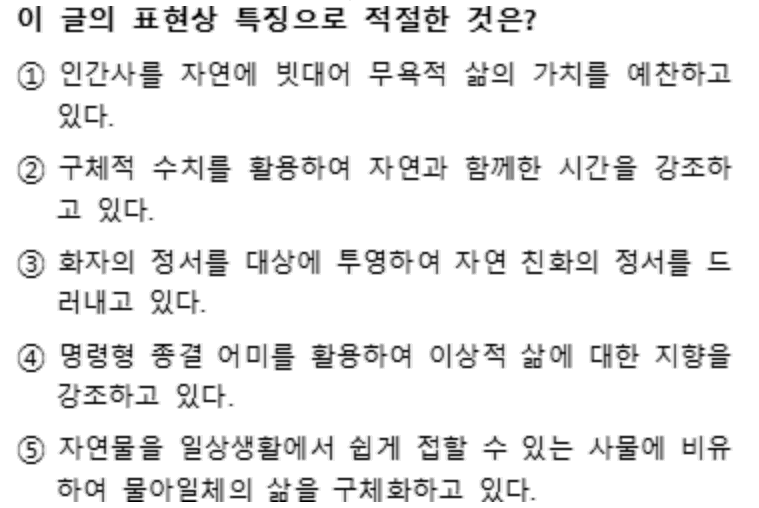 이 글의 표현상 특징으로 적절한 것은?
① 인간사를 자연에 빗대어 무욕적 삶의 가치를 예찬하고
있다.
② 구체적 수치를 활용하여 자연과 함께한 시간을 강조하
고 있다.
③ 화자의 정서를 대상에 투영하여 자연 친화의 정서를 드
러내고 있다.
④ 명령형 종결 어미를 활용하여 이상적 삶에 대한 지향을
강조하고 있다.
⑤ 자연물을 일상생활에서 쉽게 접할 수 있는 사물에 비유
하여 물아일체의 삶을 구체화하고 있다.